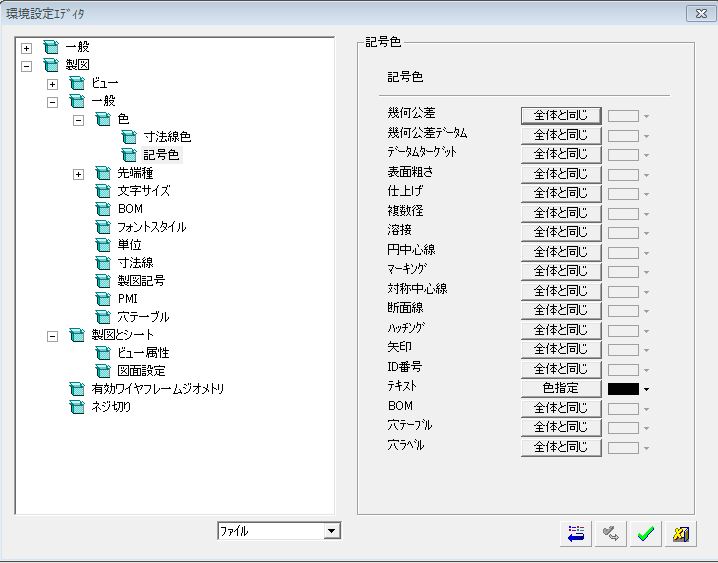 環境設定ｴﾃﾞｨﾀ
一般
製図
ビュー
一般
色
寸法線色
記号色
先端種
文字サイズ
BOM
フォントスタイル
単位
寸法線
製図記号
PMI
穴テーブル
製図とシート
ビュー属性
図面設定
有効ワイヤフレームジオメトリ
ネジ切り
ファイル
記号色
記号色
幾何公差 全体と同じ
幾何公差ﾃﾞｰﾀﾑ 全体と同じ
ﾃﾞｰﾀﾑﾀｰｹﾞｯﾄ 全体と同じ
表面粗さ 全体と同じ
仕上げ 全体と同じ
複数径 全体と同じ
溶接 全体と同じ
円中心線 全体と同じ
ﾏｰｷﾝｸﾞ 全体と同じ
対称中心線 全体と同じ
断面線 全体と同じ
ﾊｯﾁﾝｸﾞ 全体と同じ
矢印 全体と同じ
ID番号 全体と同じ
テキスト 色指定
BOM 全体と同じ
穴ﾃｰﾌﾞﾙ 全体と同じ
穴ﾗﾍﾞﾙ 全体と同じ